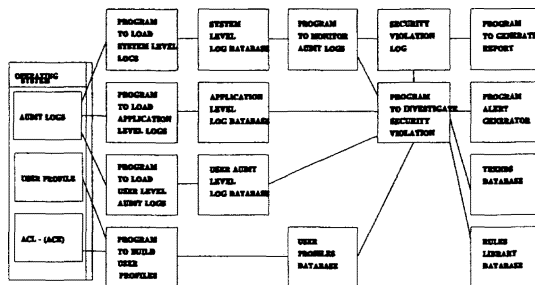 OPERATING
SYSTEM
AUDIT LOGS
USER PROFILE
ACL - (ACE)
PROGRAM
TO LOAD
SYSTEM LEVEL
LOGS
SYSTEM
LEVEL
LOG DATABASE
PROGRAM
TO MONITOR
AUDIT LOGS
SECURITY
VIOLATION
LOG
PROGRAM
TO GENERATE
REPORT
PROGRAM
TO LOAD
APPLICATION
LEVEL LOGS
APPLICATION
LEVEL
LOG DATABASE
PROGRAM
TO INVESTIGATE
SECURITY
VIOLATION
PROGRAM
ALERT
GENERATOR
PROGRAM
TO LOAD
USER LEVEL
AUDIT LOGS
USER AUDIT
LEVEL
LOG DATABASE
TRENDS
DATABASE
PROGRAM
TO BUILD
USER
PROFILES
USER
PROFILES
DATABASE
RULES
LIBRARY
DATABASE